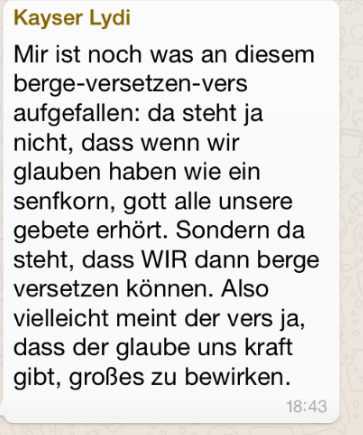 Kayser Lydi
Mir ist noch was an diesem
berge-versetzen-vers
aufgefallen: da steht ja
nicht, dass wenn wir
glauben haben wie ein
senfkorn, gott alle unsere
gebete erhört. Sondern da
steht, dass WIR dann berge
versetzen können. Also
vielleicht meint der vers ja,
dass der glaube uns kraft
gibt, großes zu bewirken.
18:43